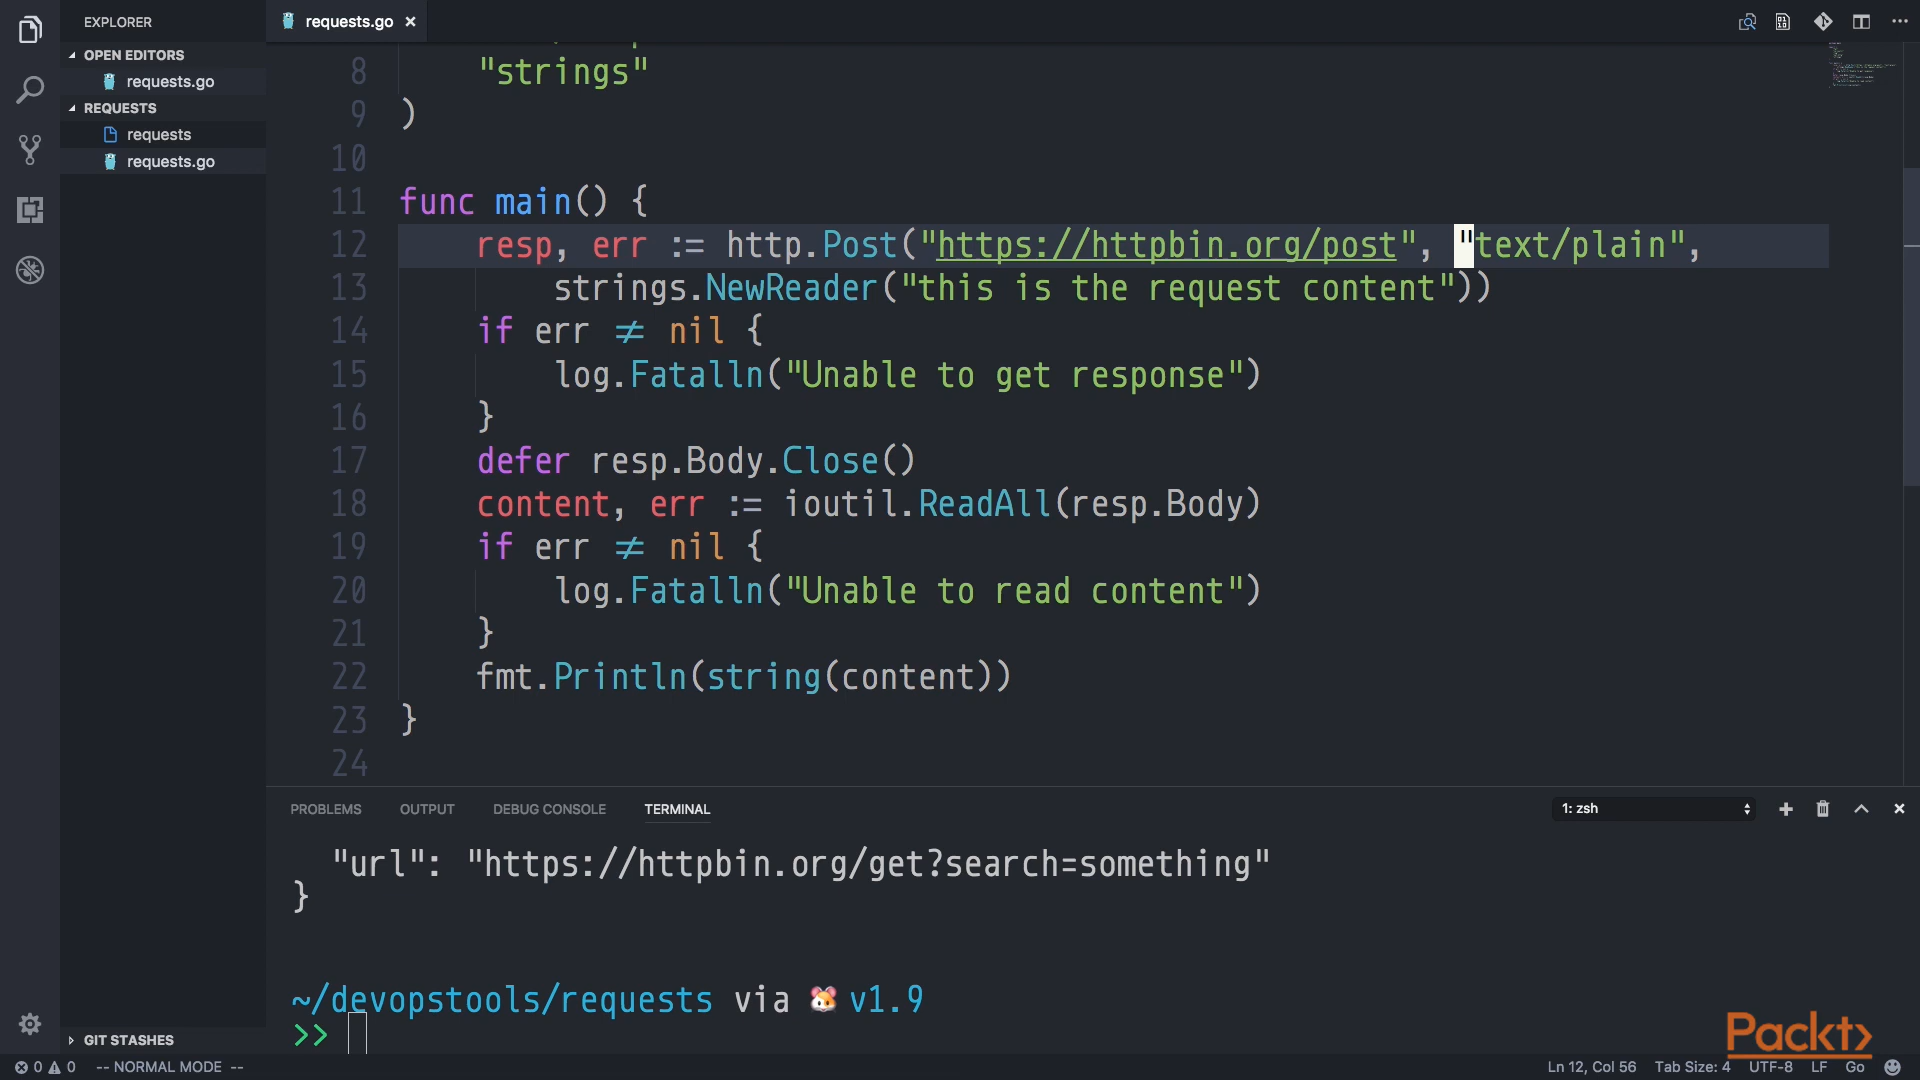 EXPLORER
OPEN EDITORS
requests.go
REQUESTS
requests
requests.go
GIT STASHES
requests.go
8 "strings"
9 )
10
11 func main() {
12 resp, err := http.Post("https://httpbin.org/post", "text/plain",
13 strings.NewReader("this is the request content"))
14 if err ≠ nil {
15 log.Fatalln("Unable to get response")
16 }
17 defer resp.Body.Close()
18 content, err := ioutil.ReadAll(resp.Body)
19 if err ≠ nil {
20 log.Fatalln("Unable to read content")
21 }
22 fmt.Println(string(content))
23 }
24
PROBLEMS OUTPUT DEBUG CONSOLE TERMINAL 1: zsh
"url": "https://httpbin.org/get?search=something"
}
~/devopstools/requests via 🐹 v1.9
>>
Packt>
0 0 -- NORMAL MODE -- Ln 12, Col 56 Tab Size: 4 UTF-8 LF Go